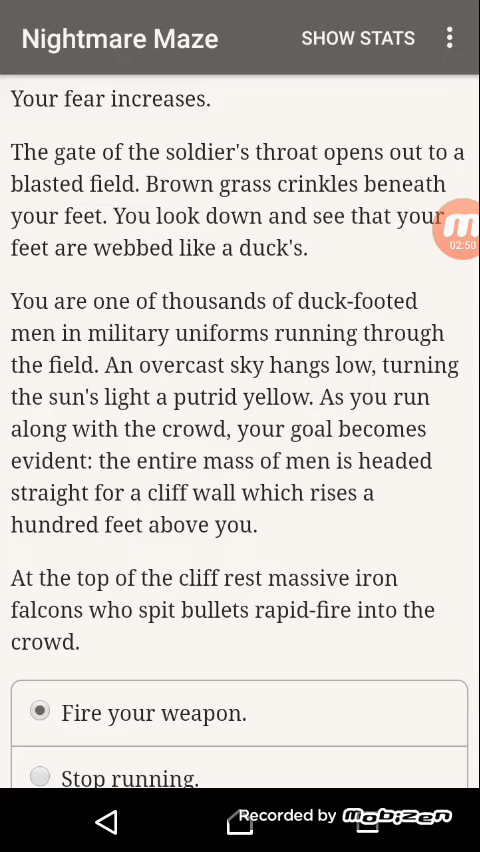 Nightmare Maze SHOW STATS
Your fear increases.
The gate of the soldier's throat opens out to a
blasted field. Brown grass crinkles beneath
your feet. You look down and see that your
feet are webbed like a duck's.
02:50
You are one of thousands of duck-footed
men in military uniforms running through
the field. An overcast sky hangs low, turning
the sun's light a putrid yellow. As you run
along with the crowd, your goal becomes
evident: the entire mass of men is headed
straight for a cliff wall which rises a
hundred feet above you.
At the top of the cliff rest massive iron
falcons who spit bullets rapid-fire into the
crowd.
Fire your weapon.
Stop running.
Recorded by Mobizen